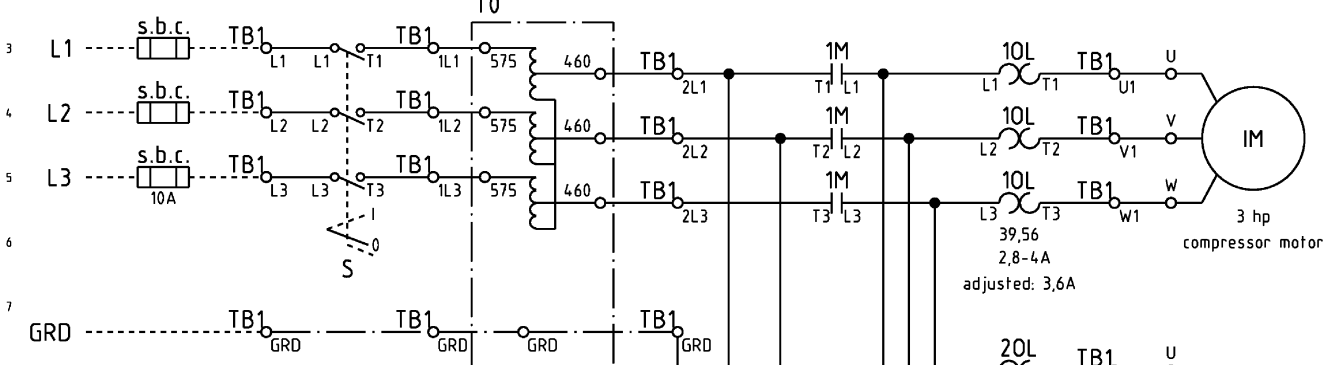 T0
3 L1 s.b.c. TB1 L1 L1 T1 TB1 1L1 575 460 TB1 2L1 1M T1 L1 10L L1 T1 TB1 U1 U
4 L2 s.b.c. TB1 L2 L2 T2 TB1 1L2 575 460 TB1 2L2 1M T2 L2 10L L2 T2 TB1 V1 V IM
5 L3 s.b.c. 10A TB1 L3 L3 T3 TB1 1L3 575 460 TB1 2L3 1M T3 L3 10L L3 T3 TB1 W1 W
39,56
2,8-4A
adjusted: 3,6A
3 hp
compressor motor
6 I 0
S
7
GRD TB1 GRD TB1 GRD GRD TB1 GRD
20L TB1 U